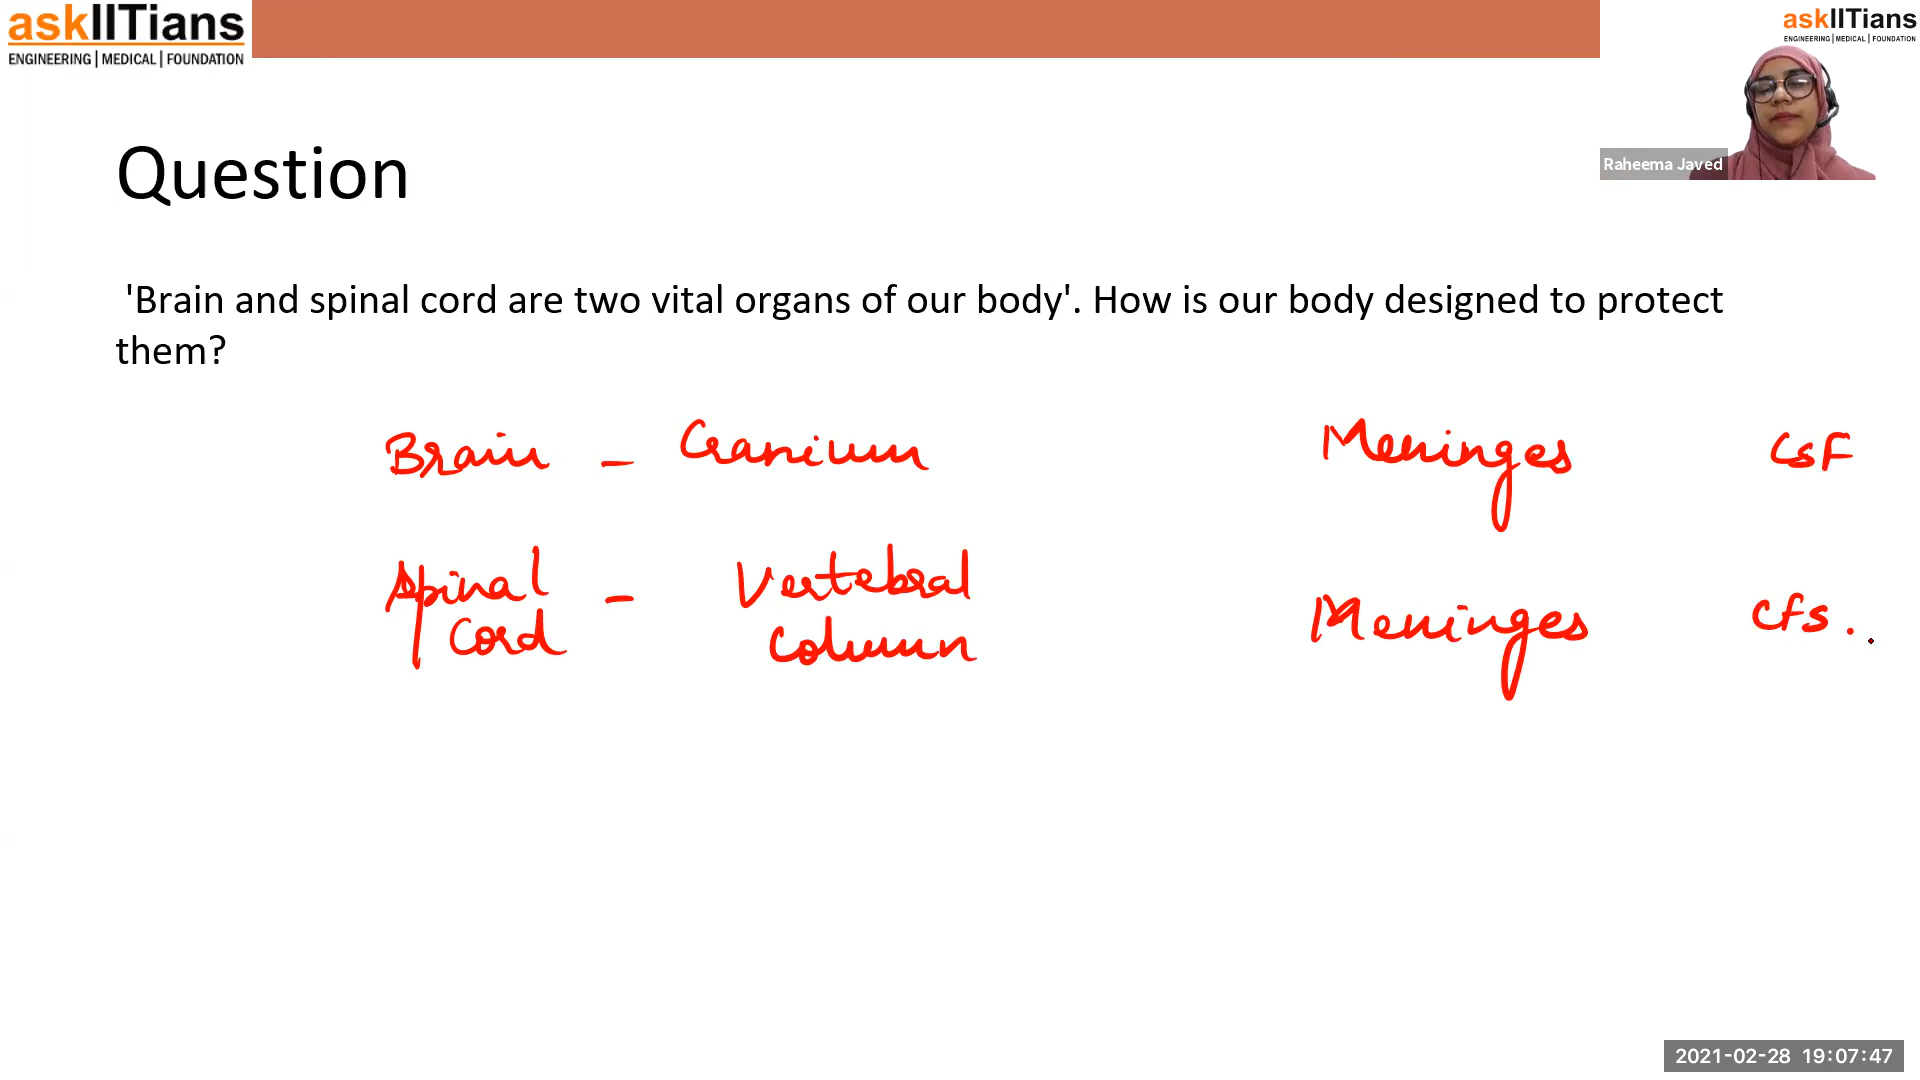 askIITians
ENGINEERING | MEDICAL | FOUNDATION
askIITians
ENGINEERING | MEDICAL | FOUNDATION
Raheema Javed
Question
'Brain and spinal cord are two vital organs of our body'. How is our body designed to protect
them?
Brain - Cranium Meninges CSF
Spinal - Vertebral
Cord column Meninges Cfs.
2021-02-28 19:07:47